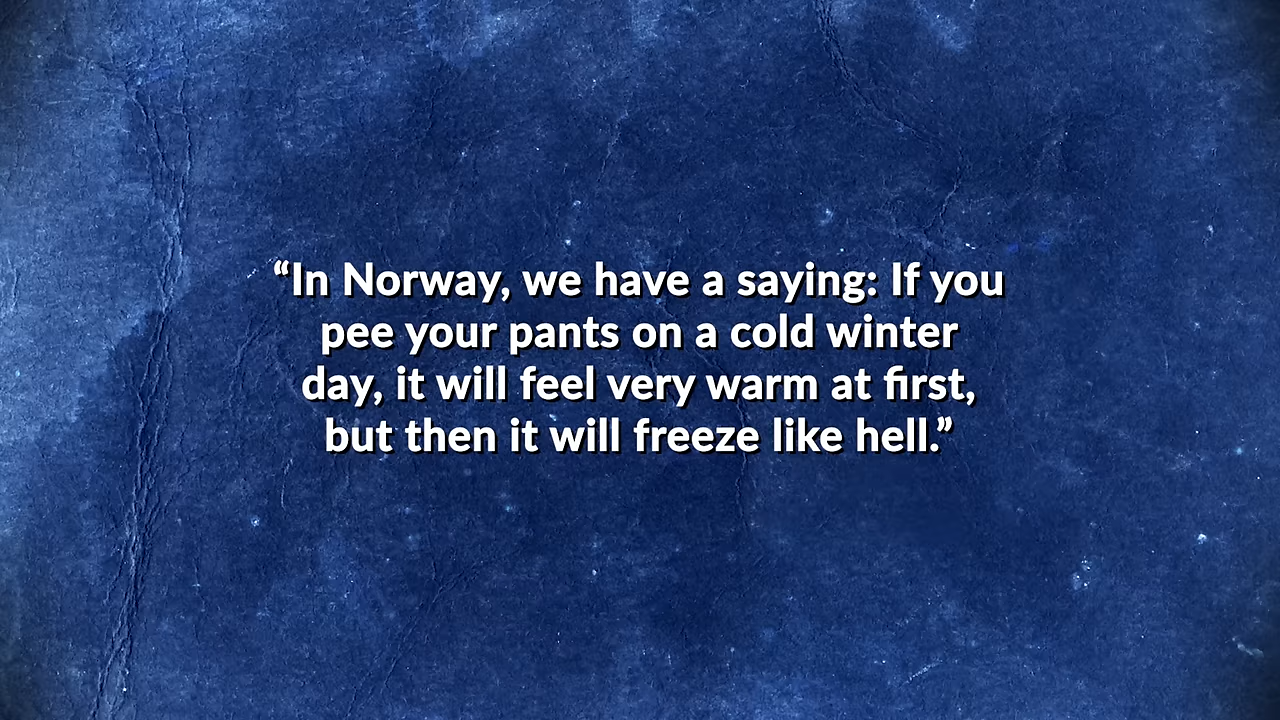 “In Norway, we have a saying: If you
pee your pants on a cold winter
day, it will feel very warm at first,
but then it will freeze like hell.”